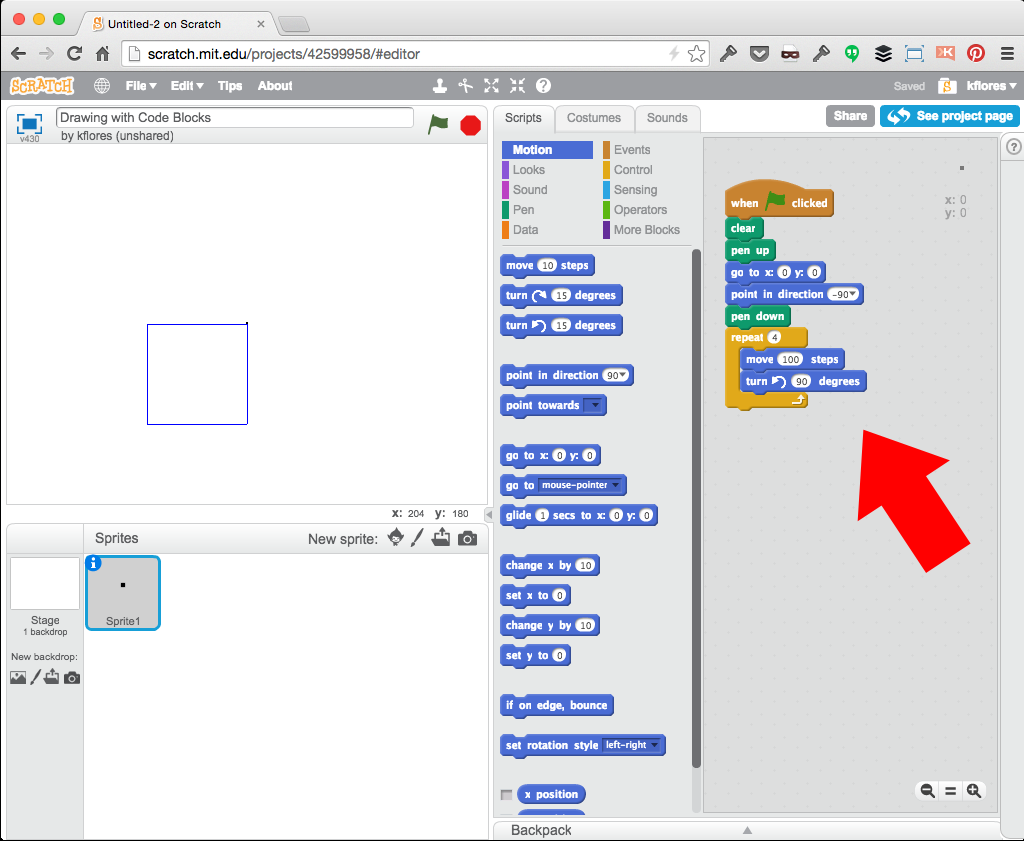 Untitled-2 on Scratch
scratch.mit.edu/projects/42599958/#editor
SCRATCH File Edit Tips About Saved kflores
Drawing with Code Blocks
v430
by kflores (unshared)
Scripts Costumes Sounds
Share See project page
Motion Events
Looks Control
Sound Sensing
Pen Operators
Data More Blocks
move 10 steps
turn 15 degrees
turn 15 degrees
point in direction 90
point towards
go to x: 0 y: 0
go to mouse-pointer
glide 1 secs to x: 0 y: 0
change x by 10
set x to 0
change y by 10
set y to 0
if on edge, bounce
set rotation style left-right
x position
when clicked
clear
pen up
go to x: 0 y: 0
point in direction -90
pen down
repeat 4
move 100 steps
turn 90 degrees
x: 0
y: 0
x: 204 y: 180
Sprites New sprite:
Stage
1 backdrop
New backdrop:
Sprite1
Backpack